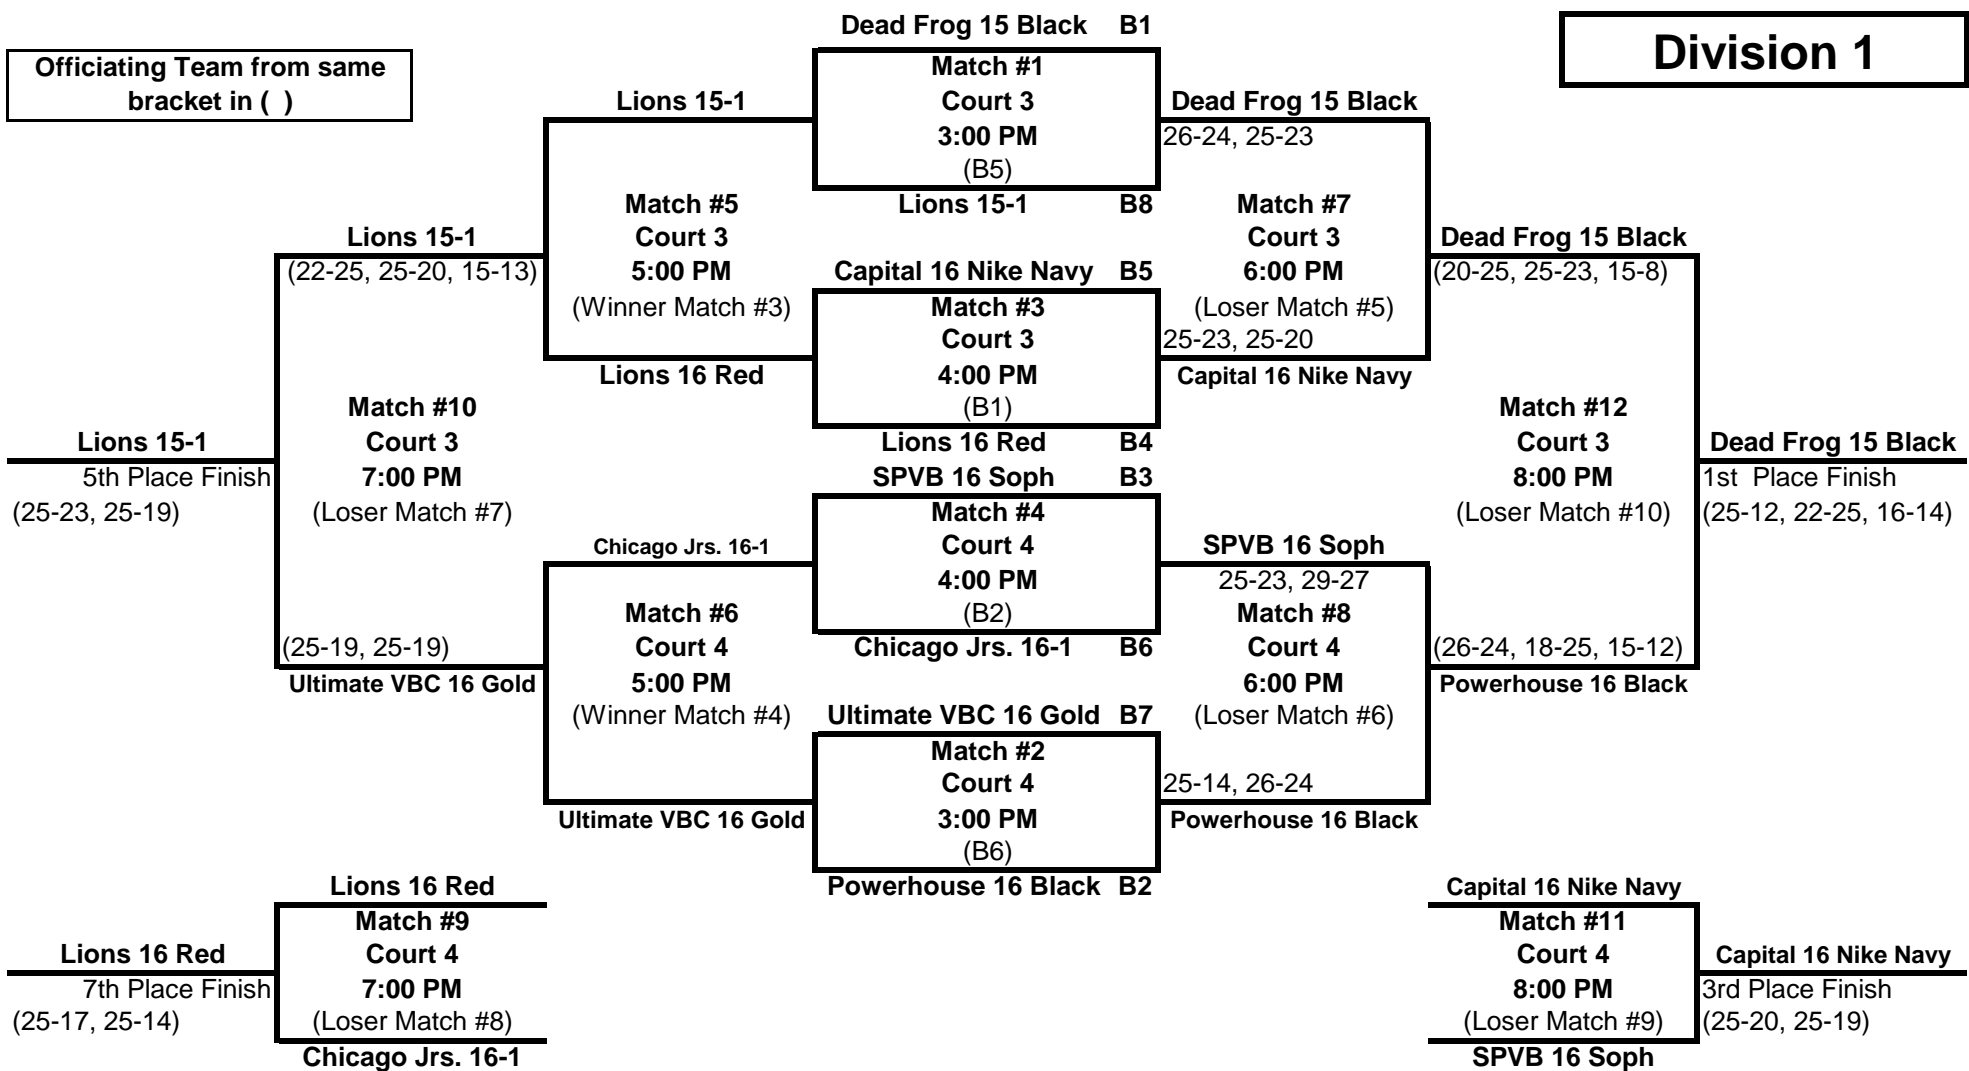 Dead Frog 15 Black B1
Division 1
Officiating Team from same
bracket in ( )
Match #1
Court 3
3:00 PM
(B5)
Lions 15-1 B8
Lions 15-1
Dead Frog 15 Black
26-24, 25-23
Match #5
Court 3
5:00 PM
(Winner Match #3)
Match #7
Court 3
6:00 PM
(Loser Match #5)
Lions 15-1
(22-25, 25-20, 15-13)
Dead Frog 15 Black
(20-25, 25-23, 15-8)
Capital 16 Nike Navy B5
Match #3
Court 3
4:00 PM
(B1)
Lions 16 Red B4
25-23, 25-20
Lions 16 Red
Capital 16 Nike Navy
Match #10
Court 3
7:00 PM
(Loser Match #7)
Match #12
Court 3
8:00 PM
(Loser Match #10)
Lions 15-1
5th Place Finish
(25-23, 25-19)
Dead Frog 15 Black
1st  Place Finish
(25-12, 22-25, 16-14)
SPVB 16 Soph B3
Match #4
Court 4
4:00 PM
(B2)
Chicago Jrs. 16-1 B6
Chicago Jrs. 16-1
SPVB 16 Soph
25-23, 29-27
Match #6
Court 4
5:00 PM
(Winner Match #4)
Match #8
Court 4
6:00 PM
(Loser Match #6)
(25-19, 25-19)
Ultimate VBC 16 Gold
(26-24, 18-25, 15-12)
Powerhouse 16 Black
Ultimate VBC 16 Gold B7
Match #2
Court 4
3:00 PM
(B6)
Powerhouse 16 Black B2
25-14, 26-24
Ultimate VBC 16 Gold
Powerhouse 16 Black
Lions 16 Red
Match #9
Court 4
7:00 PM
(Loser Match #8)
Chicago Jrs. 16-1
Lions 16 Red
7th Place Finish
(25-17, 25-14)
Capital 16 Nike Navy
Match #11
Court 4
8:00 PM
(Loser Match #9)
SPVB 16 Soph
Capital 16 Nike Navy
3rd Place Finish
(25-20, 25-19)